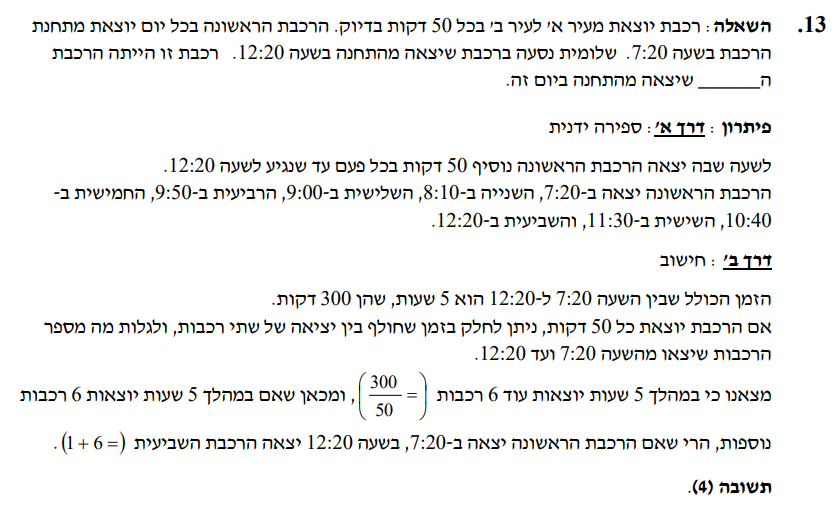 13. השאלה: רכבת יוצאת מעיר א' לעיר ב' בכל 50 דקות בדיוק. הרכבת הראשונה בכל יום יוצאת מתחנת
הרכבת בשעה 7:20. שלומית נסעה ברכבת שיצאה מהתחנה בשעה 12:20. רכבת זו הייתה הרכבת
ה______ שיצאה מהתחנה ביום זה.
פיתרון: דרך א': ספירה ידנית
לשעה שבה יצאה הרכבת הראשונה נוסיף 50 דקות בכל פעם עד שנגיע לשעה 12:20.
הרכבת הראשונה יצאה ב-7:20, השנייה ב-8:10, השלישית ב-9:00, הרביעית ב-9:50, החמישית ב-
10:40, השישית ב-11:30, והשביעית ב-12:20.
דרך ב': חישוב
הזמן הכולל שבין השעה 7:20 ל-12:20 הוא 5 שעות, שהן 300 דקות.
אם הרכבת יוצאת כל 50 דקות, ניתן לחלק בזמן שחולף בין יציאה של שתי רכבות, ולגלות מה מספר
הרכבות שיצאו מהשעה 7:20 ועד 12:20.
מצאנו כי במהלך 5 שעות יוצאות עוד 6 רכבות (= 300/50), ומכאן שאם במהלך 5 שעות יוצאות 6 רכבות
נוספות, הרי שאם הרכבת הראשונה יצאה ב-7:20, בשעה 12:20 יצאה הרכבת השביעית (= 6 + 1).
תשובה (4).